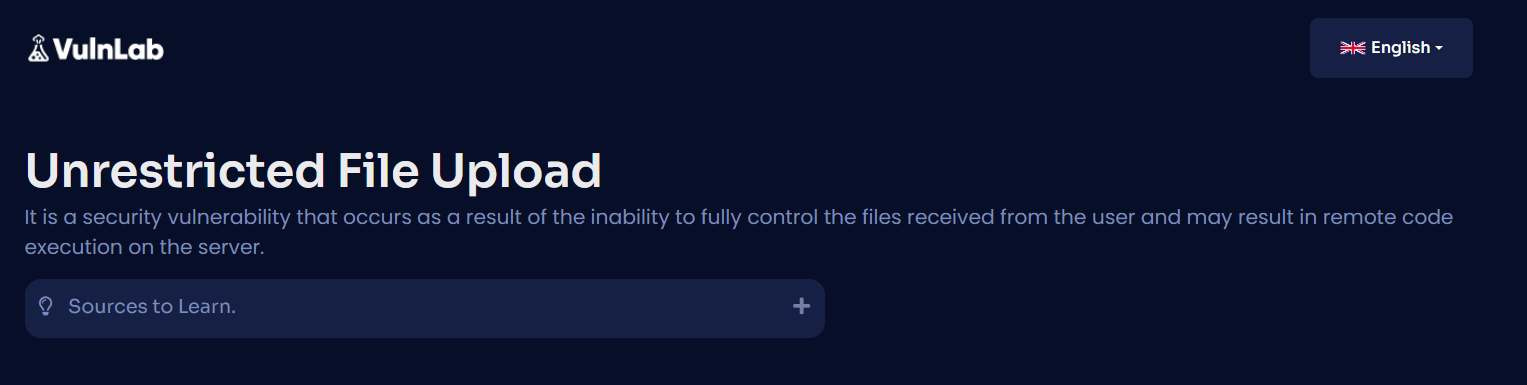 VulnLab
English
Unrestricted File Upload
It is a security vulnerability that occurs as a result of the inability to fully control the files received from the user and may result in remote code
execution on the server.
Sources to Learn.